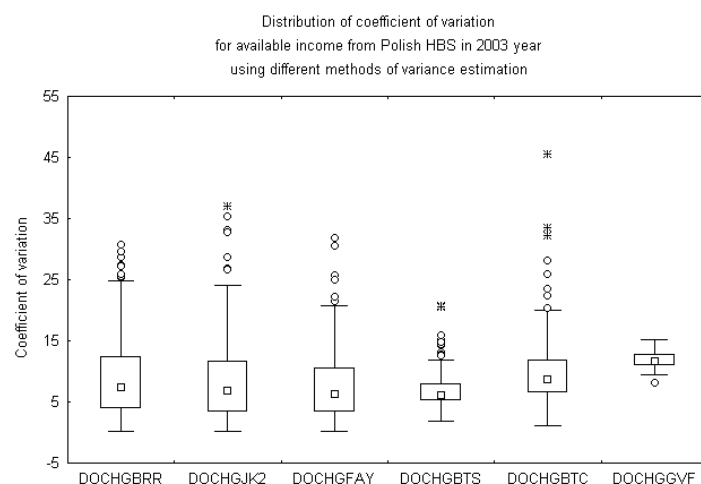 Distribution of coefficient of variation
for available income from Polish HBS in 2003 year
using different methods of variance estimation
55
45
35
25
15
5
-5
Coefficient of variation
DOCHGBRR DOCHGJK2 DOCHGFAY DOCHGBTS DOCHGBTC DOCHGGVF